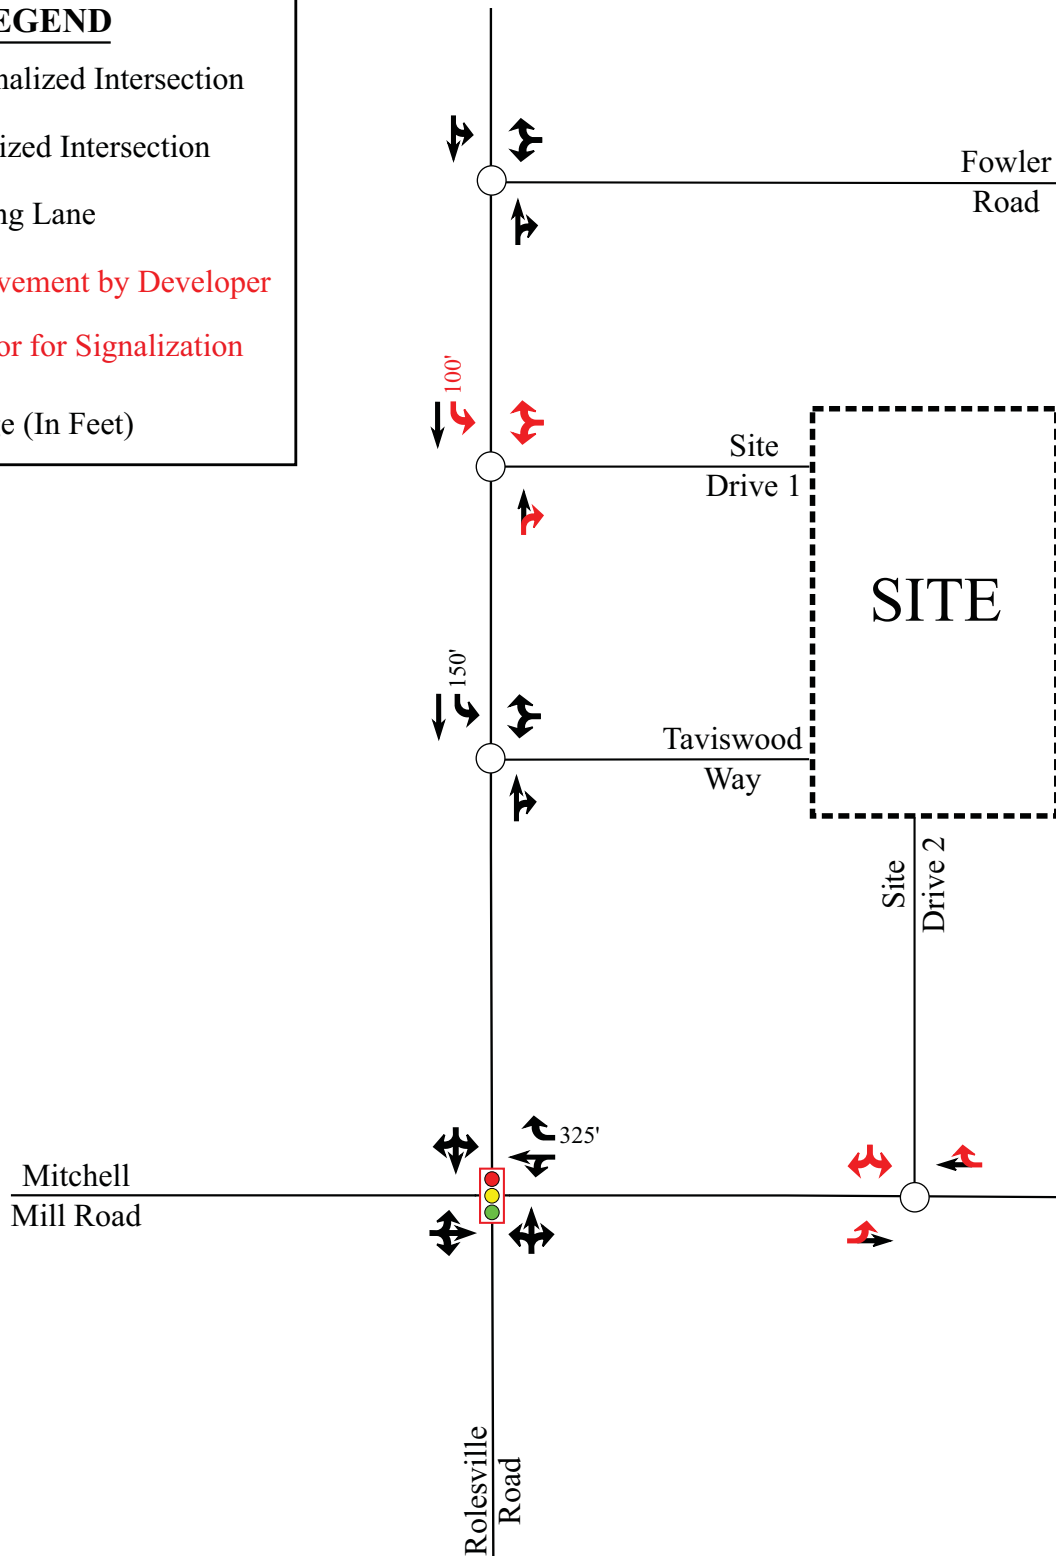 EGEND
nalized Intersection
ized Intersection
ng Lane
vement by Developer
or for Signalization
e (In Feet)
Fowler
Road
100'
Site
Drive 1
SITE
150'
Taviswood
Way
Site
Drive 2
325'
Mitchell
Mill Road
Rolesville
Road